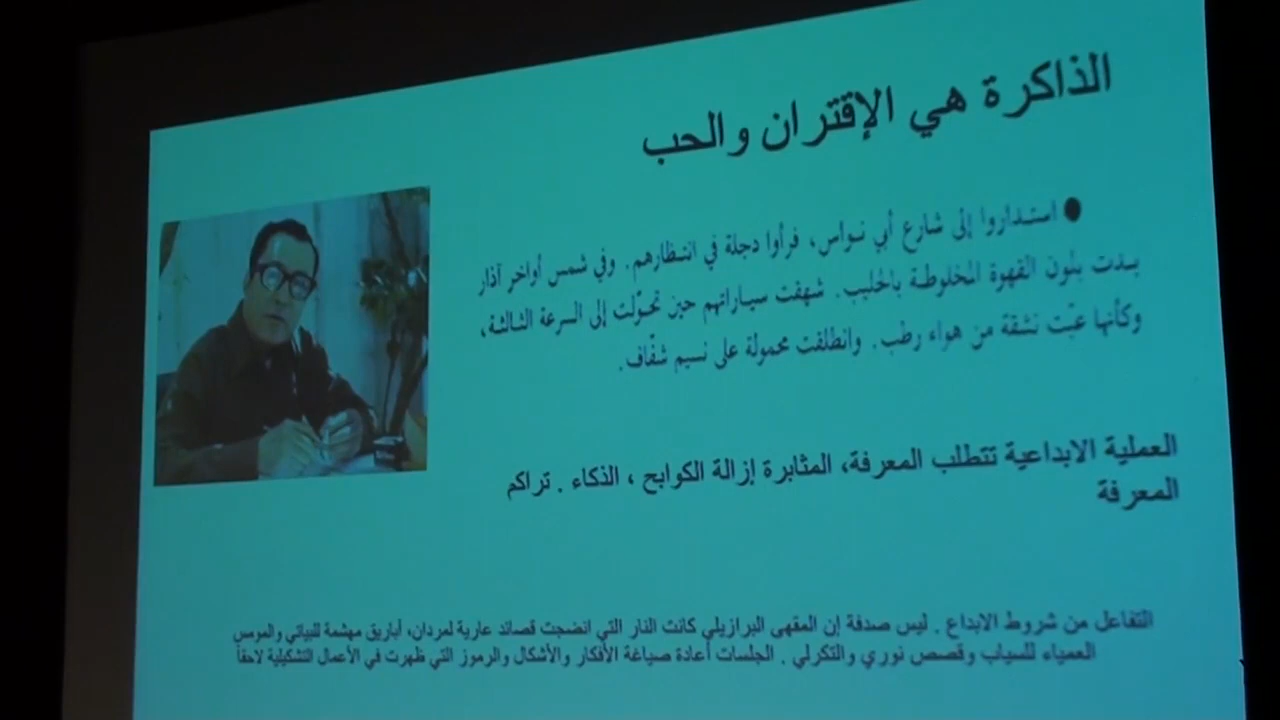 الذاكرة هي الإقتران والحب
● استداروا إلى شارع أبي نواس، فرأوا دجلة في انتظارهم. وفي شمس أواخر آذار
بدت بلون القهوة المخلوطة بالحليب. شهقت سياراتهم حين تحوّلت إلى السرعة الثالثة،
وكأنها عبّت نشقة من هواء رطب. وانطلقت محمولة على نسيم شفّاف.
العملية الابداعية تتطلب المعرفة، المثابرة إزالة الكوابح ، الذكاء . تراكم
المعرفة
التفاعل من شروط الابداع . ليس صدفة إن المقهى البرازيلي كانت النار التي انضجت قصائد عارية لمردان، أباريق مهشمة للبياتي والمومس
العمياء للسياب وقصص نوري والتكرلي . الجلسات أعادة صياغة الأفكار والأشكال والرموز التي ظهرت في الأعمال التشكيلية لاحقاً